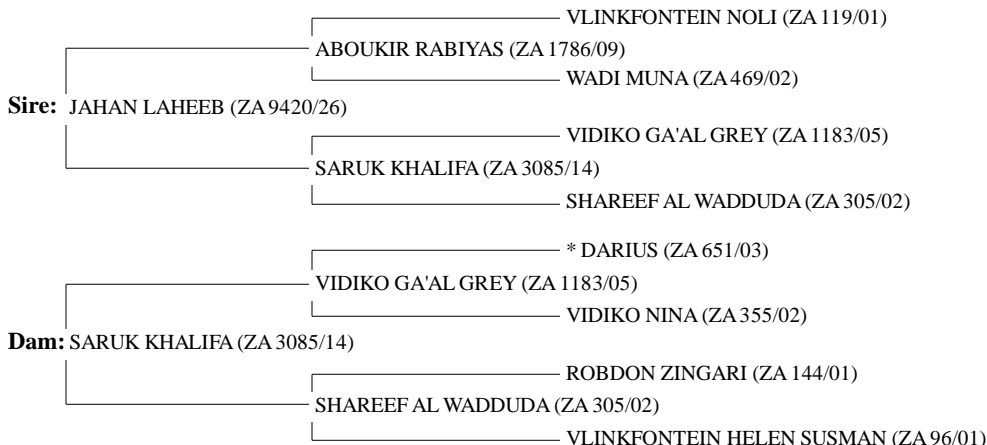 VLINKFONTEIN NOLI (ZA 119/01)
ABOUKIR RABIYAS (ZA 1786/09)
WADI MUNA (ZA 469/02)
Sire: JAHAN LAHEEB (ZA 9420/26)
VIDIKO GA'AL GREY (ZA 1183/05)
SARUK KHALIFA (ZA 3085/14)
SHAREEF AL WADDUDA (ZA 305/02)
* DARIUS (ZA 651/03)
VIDIKO GA'AL GREY (ZA 1183/05)
VIDIKO NINA (ZA 355/02)
Dam: SARUK KHALIFA (ZA 3085/14)
ROBDON ZINGARI (ZA 144/01)
SHAREEF AL WADDUDA (ZA 305/02)
VLINKFONTEIN HELEN SUSMAN (ZA 96/01)